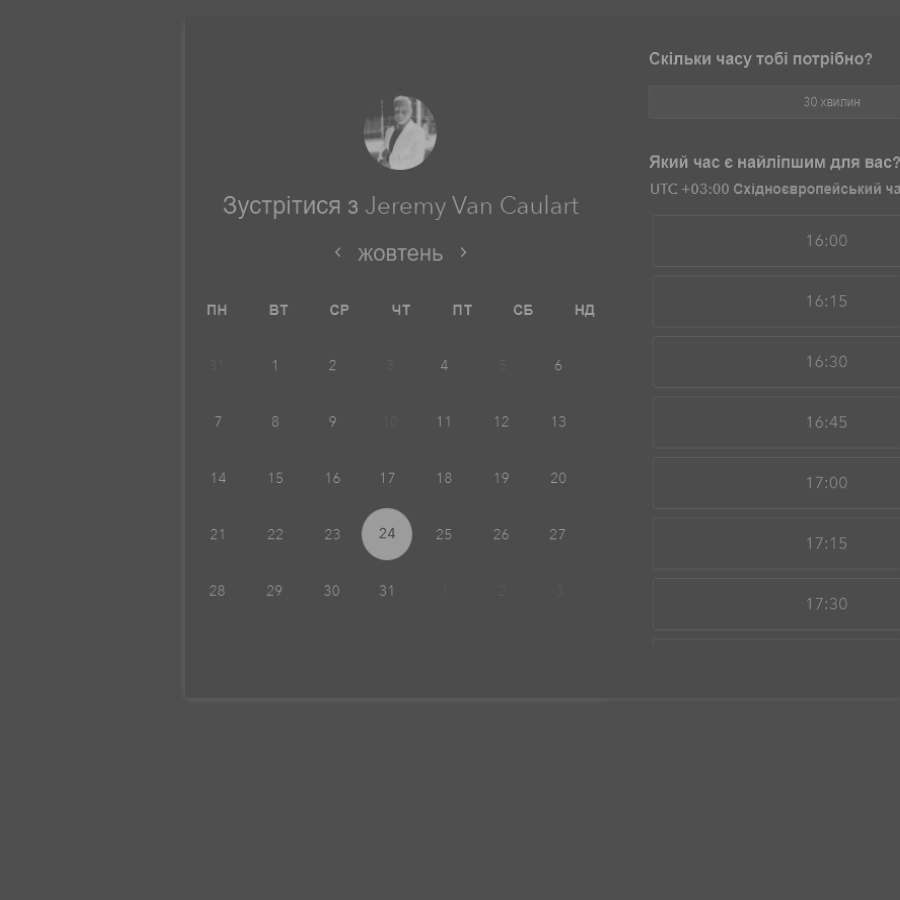 Зустрітися з Jeremy Van Caulart
жовтень
ПН ВТ СР ЧТ ПТ СБ НД
31 1 2 3 4 5 6
7 8 9 10 11 12 13
14 15 16 17 18 19 20
21 22 23 24 25 26 27
28 29 30 31 1 2 3
Скільки часу тобі потрібно?
30 хвилин
Який час є найліпшим для вас?
UTC +03:00 Східноєвропейський ча
16:00
16:15
16:30
16:45
17:00
17:15
17:30